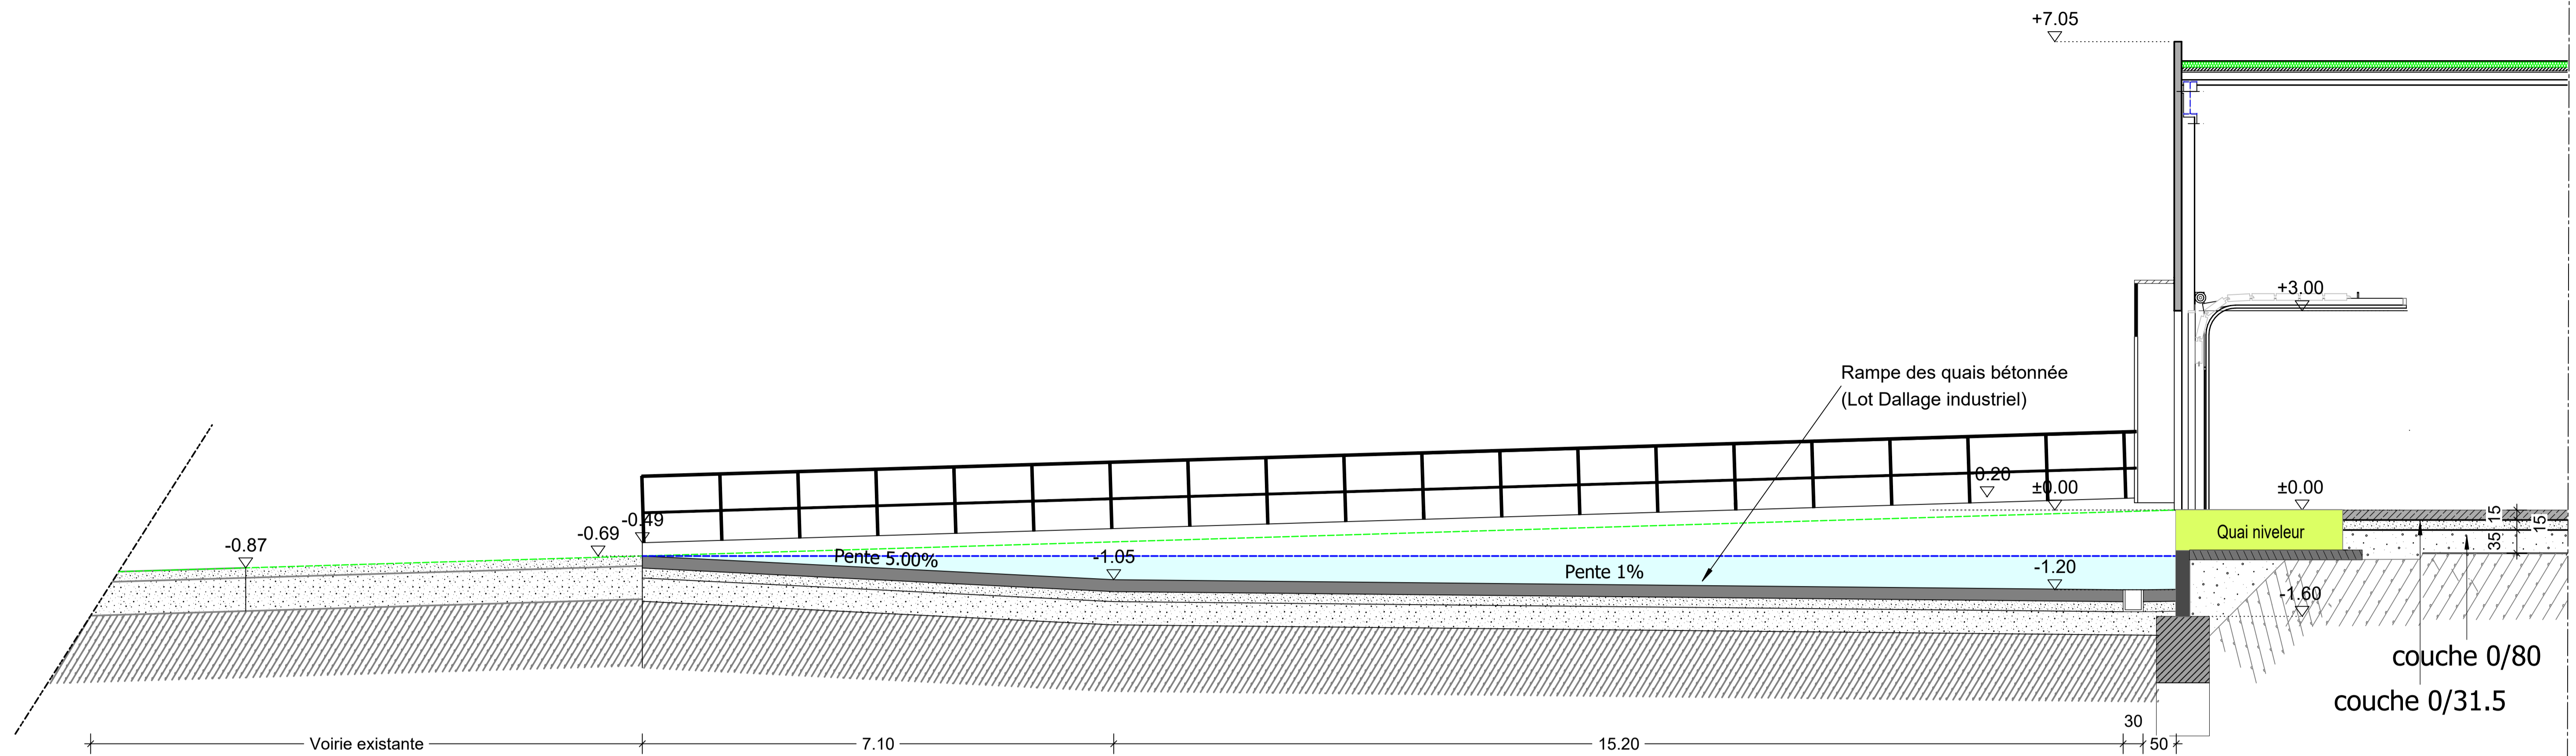 +7.05
+3.00
Rampe des quais bétonnée
(Lot Dallage industriel)
0.20
±0.00
±0.00
-0.49
-0.69
-0.87
Pente 5.00%
-1.05
Pente 1%
-1.20
-1.60
Quai niveleur
15
15
35
couche 0/80
couche 0/31.5
Voirie existante
7.10
15.20
30
50